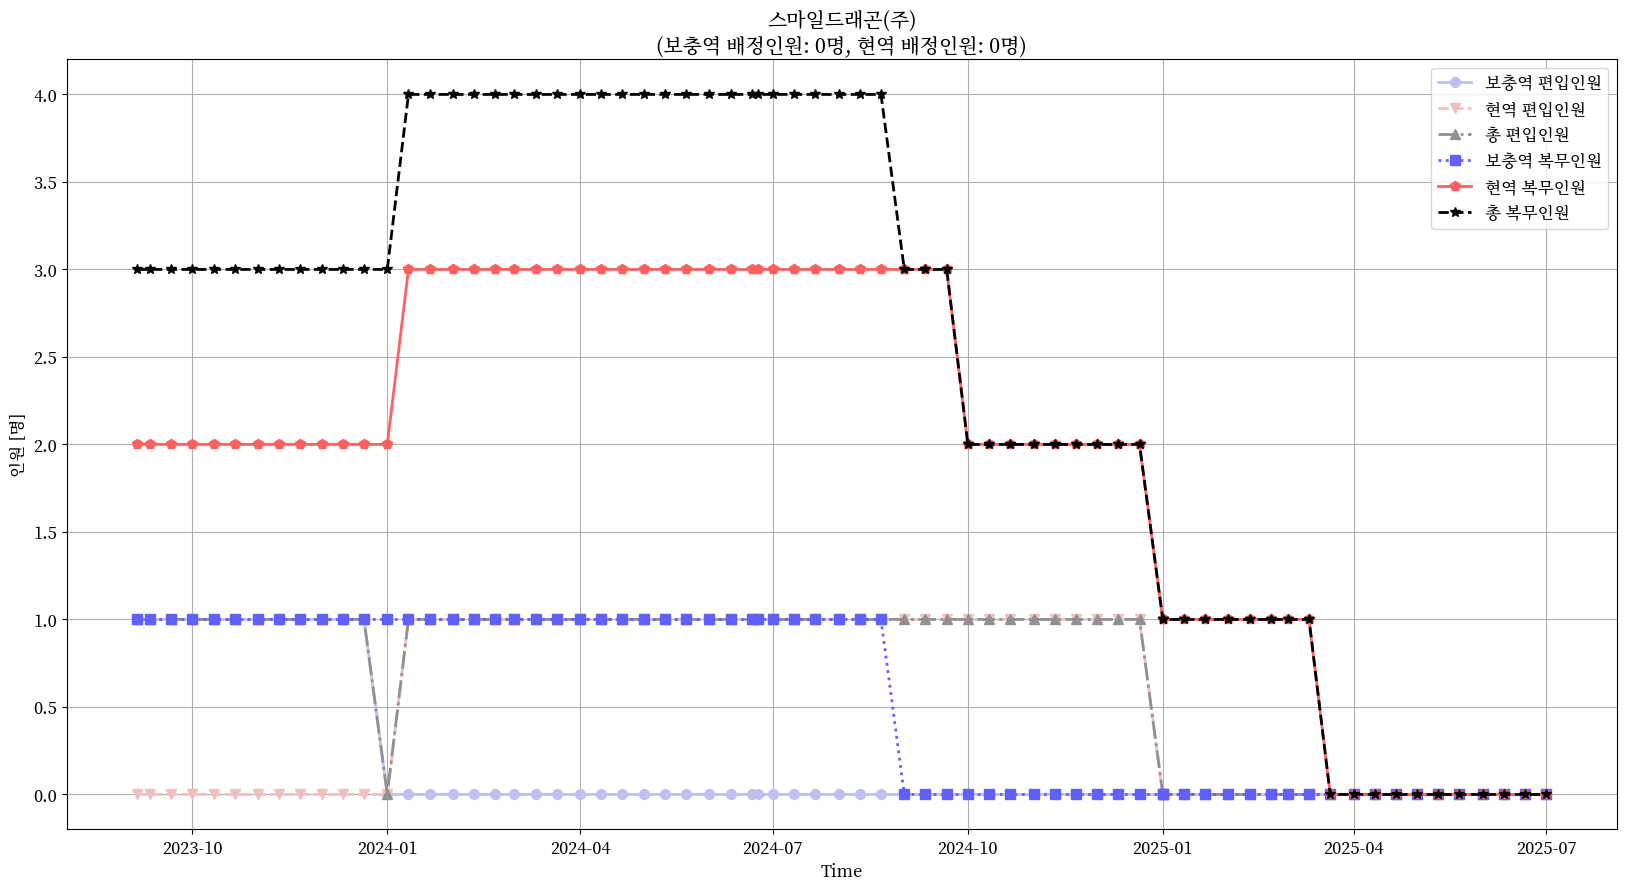 스마일드래곤(주)
(보충역 배정인원: 0명, 현역 배정인원: 0명)
보충역 편입인원
현역 편입인원
총 편입인원
보충역 복무인원
현역 복무인원
총 복무인원
인원 [명]
4.0
3.5
3.0
2.5
2.0
1.5
1.0
0.5
0.0
2023-10
2024-01
2024-04
2024-07
2024-10
2025-01
2025-04
2025-07
Time